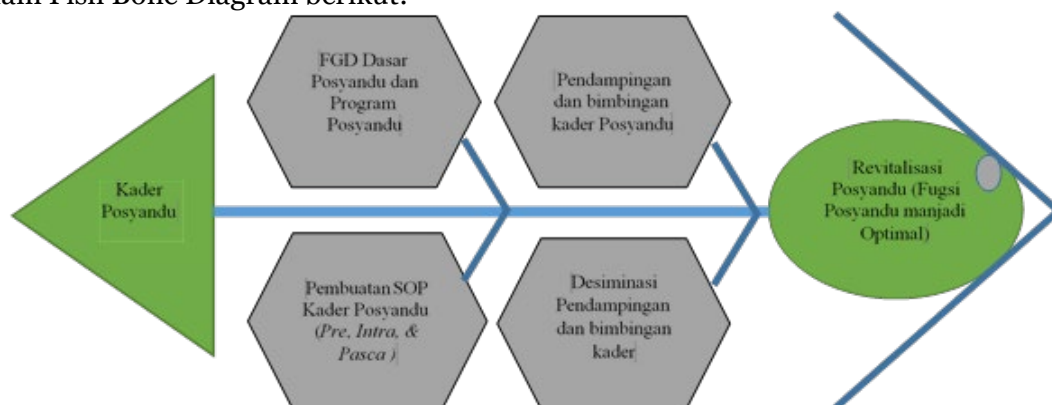 Fish Bone Diagram berikut:
FGD Dasar
Posyandu dan
Program
Posyandu
Pendampingan
dan bimbingan
kader Posyandu
Kader
Posyandu
Revitalisasi
Posyandu (Fugsi
Posyandu manjadi
Optimal)
Pembuatan SOP
Kader Posyandu
(Pre, Intra, &
Pasca )
Desiminasi
Pendampingan
dan bimbingan
kader